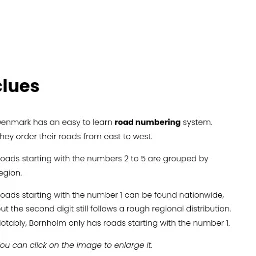 clues
enmark has an easy to learn road numbering system.
hey order their roads from east to west.
oads starting with the numbers 2 to 5 are grouped by
egion.
oads starting with the number 1 can be found nationwide,
ut the second digit still follows a rough regional distribution.
otably, Bornholm only has roads starting with the number 1.
ou can click on the image to enlarge it.